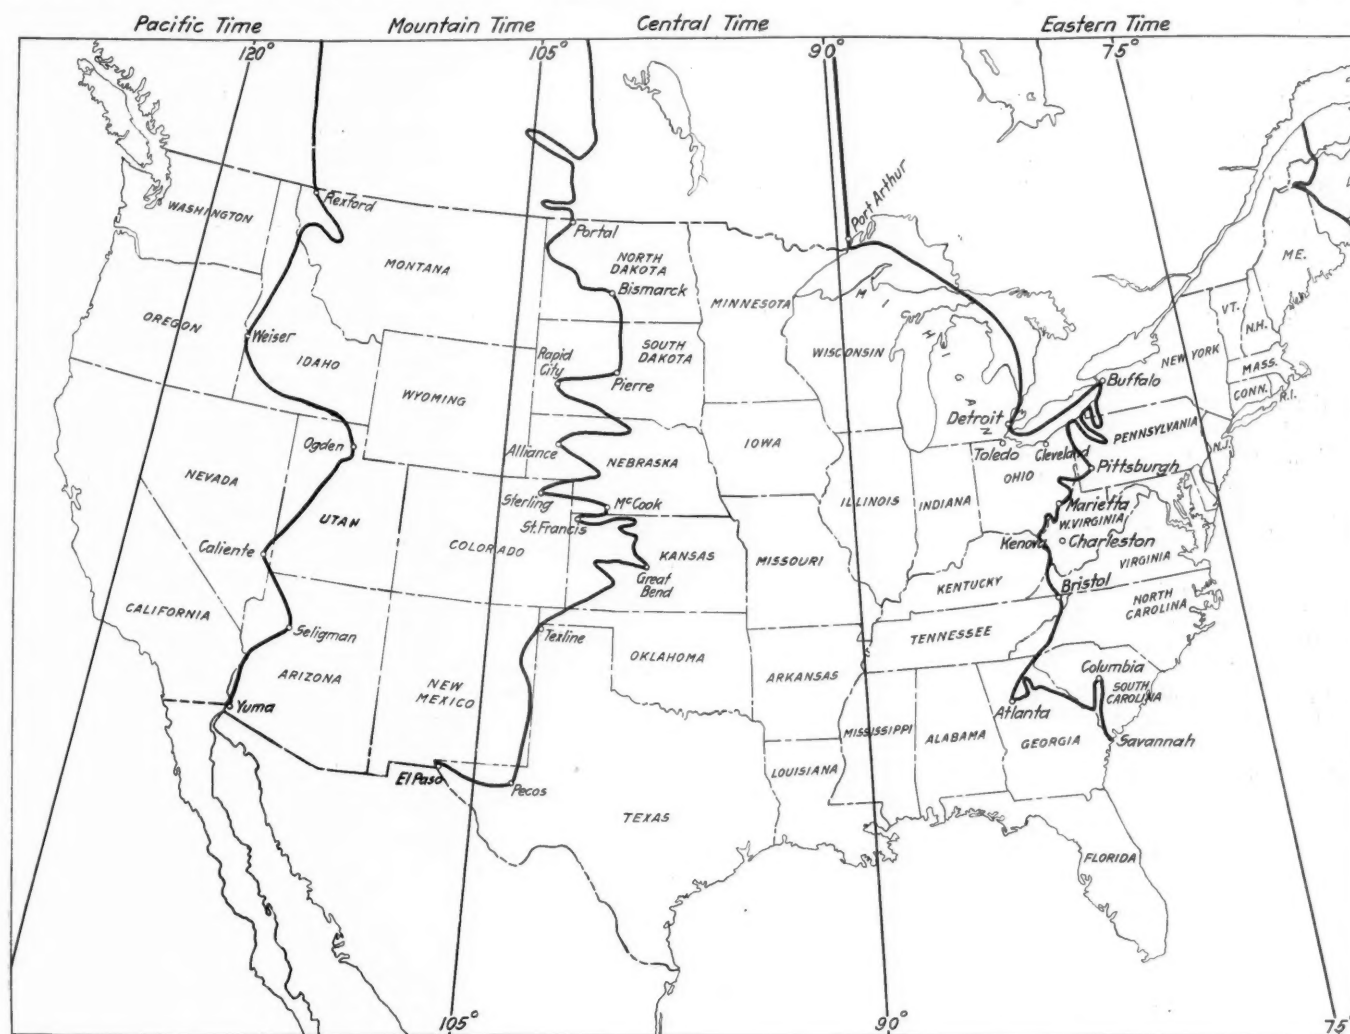 Pacific Time
Mountain Time
Central Time
Eastern Time
120°
105°
90°
75°
Port Arthur
Rexford
Portal
WASHINGTON
MONTANA
NORTH
DAKOTA
Bismarck
MINNESOTA
MICHIGAN
ME.
VT.
N.H.
OREGON
Weiser
IDAHO
SOUTH
DAKOTA
Rapid
City
Pierre
WISCONSIN
NEW YORK
MASS.
CONN.
R.I.
WYOMING
Buffalo
Detroit
Ogden
Alliance
NEBRASKA
IOWA
Toledo
Cleveland
PENNSYLVANIA
N.J.
NEVADA
OHIO
Pittsburgh
Sterling
McCook
ILLINOIS
INDIANA
Marietta
UTAH
St. Francis
W. VIRGINIA
Caliente
COLORADO
KANSAS
MISSOURI
Kenova
Charleston
VIRGINIA
Great
Bend
KENTUCKY
Bristol
CALIFORNIA
NORTH
CAROLINA
Seligman
Texline
TENNESSEE
OKLAHOMA
ARIZONA
ARKANSAS
Columbia
NEW
MEXICO
SOUTH
CAROLINA
Yuma
Atlanta
MISSISSIPPI
ALABAMA
GEORGIA
Savannah
El Paso
Pecos
LOUISIANA
TEXAS
FLORIDA
105°
90°
75